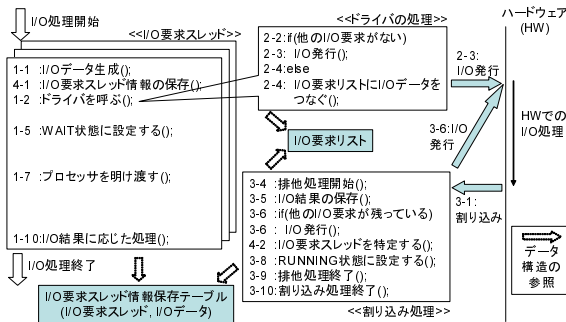 I/O処理開始
<<I/O要求スレッド>>
1-1 :I/Oデータ生成();
4-1 :I/O要求スレッド情報の保存();
1-2 :ドライバを呼ぶ();
1-5 :WAIT状態に設定する();
1-7 :プロセッサを明け渡す();
1-10:I/O結果に応じた処理();
I/O処理終了
<<ドライバの処理>>
2-2:if(他のI/O要求がない)
2-3: I/O発行();
2-4:else
2-4: I/O要求リストにI/Oデータを
つなぐ();
I/O要求リスト
ハードウェア
(HW)
2-3:
I/O発行
3-6:I/O
発行
HWでの
I/O処理
3-1:
割り込み
3-4 :排他処理開始();
3-5 :I/O結果の保存();
3-6 :if(他のI/O要求が残っている)
3-6 : I/O発行();
4-2 :I/O要求スレッドを特定する();
3-8 :RUNNING状態に設定する();
3-9 :排他処理終了();
3-10:割り込み処理終了();
<<割り込み処理>>
データ
構造の
参照
I/O要求スレッド情報保存テーブル
(I/O要求スレッド, I/Oデータ)